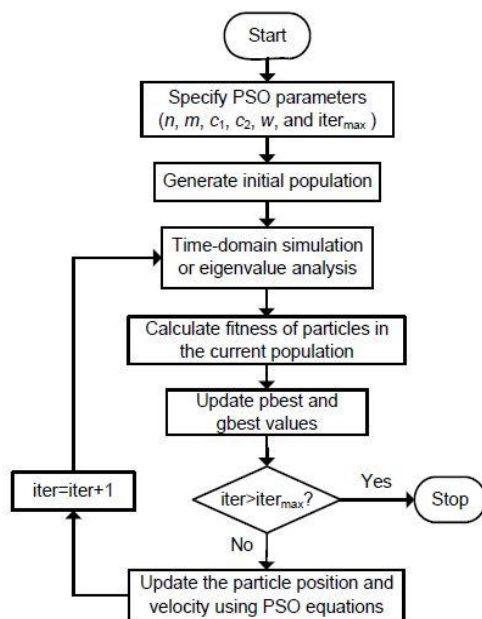 Start
Specify PSO parameters
(n, m, c₁, c₂, w, and iterₘₐₓ )
Generate initial population
Time-domain simulation
or eigenvalue analysis
Calculate fitness of particles in
the current population
Update pbest and
gbest values
iter=iter+1
iter>iterₘₐₓ?
Yes
Stop
No
Update the particle position and
velocity using PSO equations